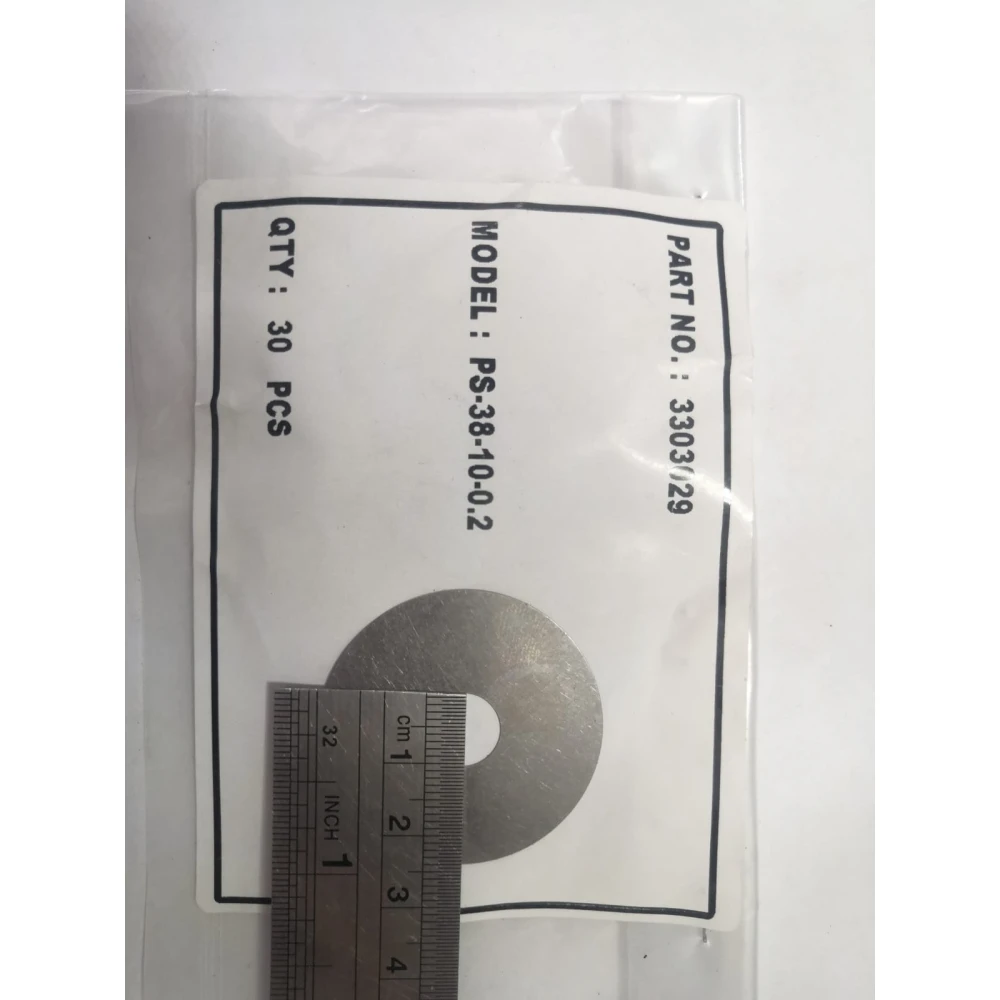 PART NO. : 3303029
MODEL : PS-38-10-0.2
QTY : 30 PCS
cm 1 2 3 4
32 INCH 1